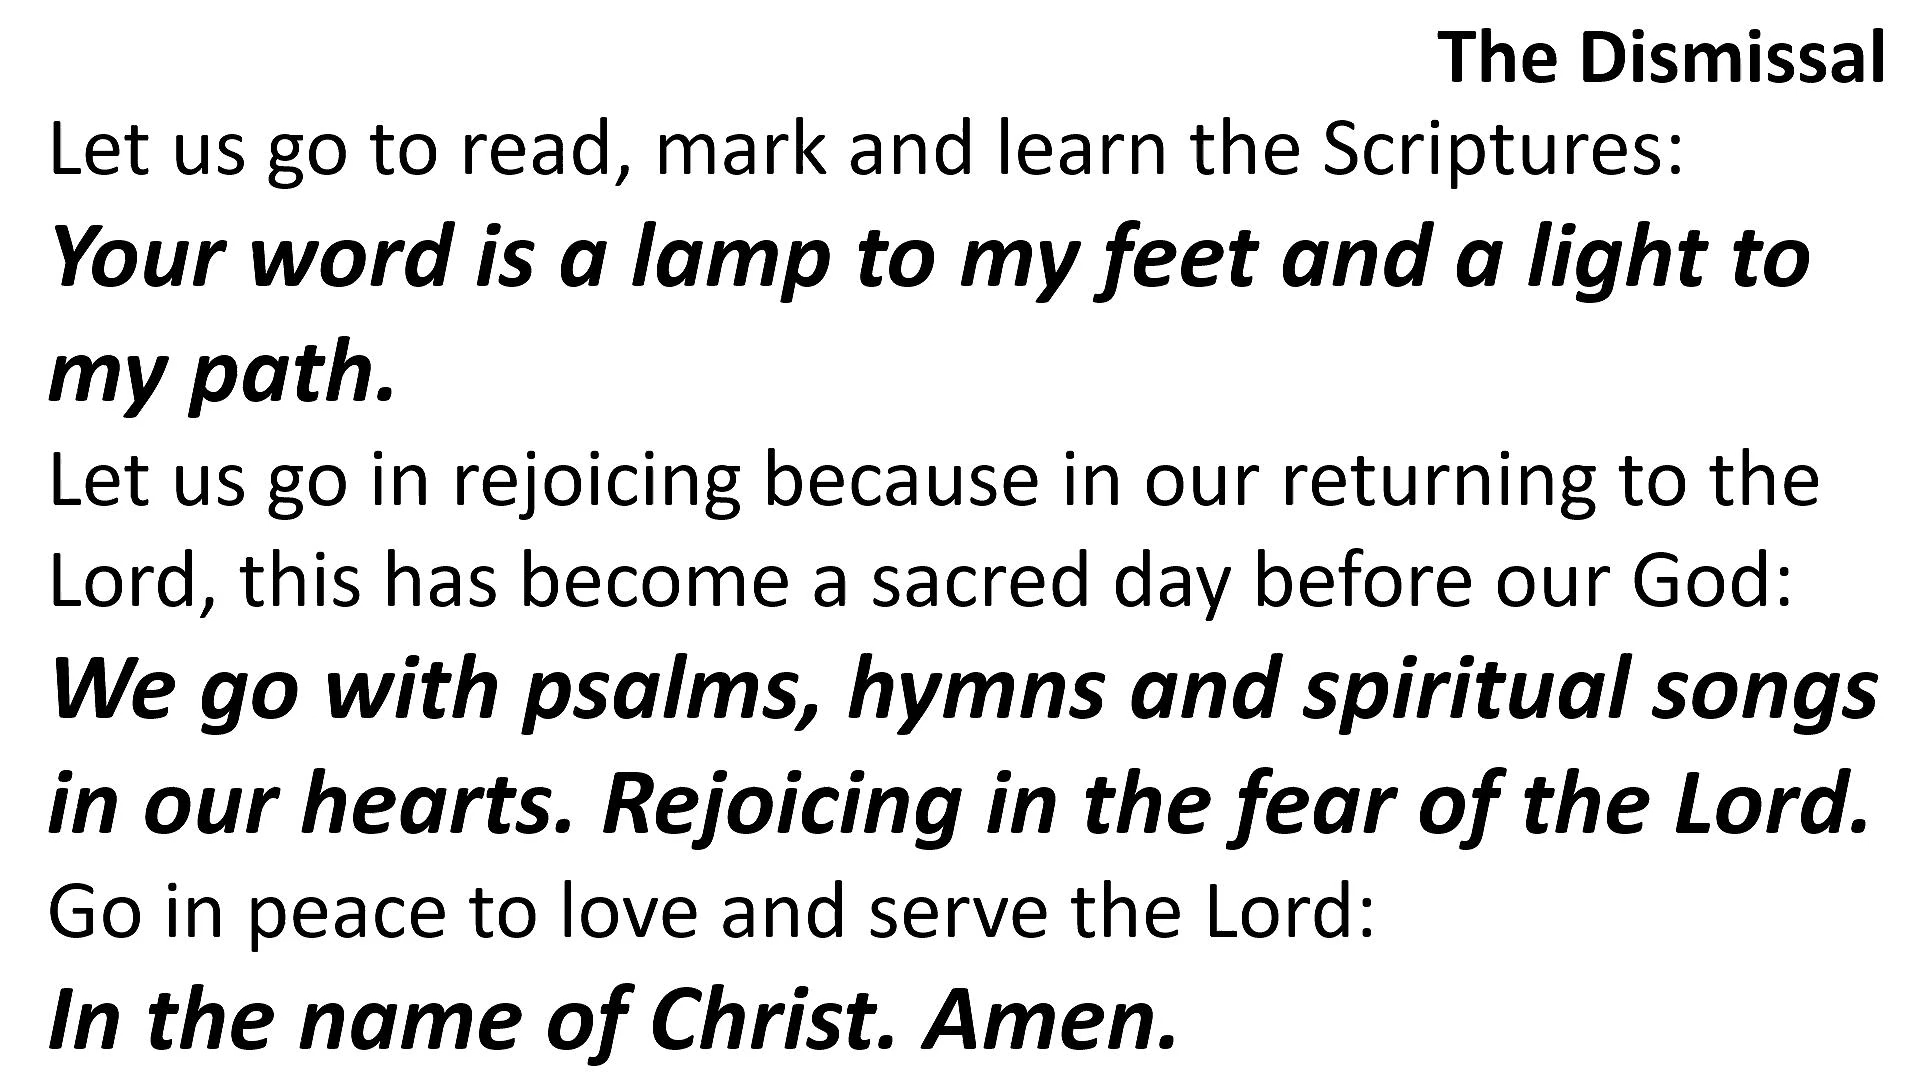 The Dismissal
Let us go to read, mark and learn the Scriptures:
Your word is a lamp to my feet and a light to
my path.
Let us go in rejoicing because in our returning to the
Lord, this has become a sacred day before our God:
We go with psalms, hymns and spiritual songs
in our hearts. Rejoicing in the fear of the Lord.
Go in peace to love and serve the Lord:
In the name of Christ. Amen.